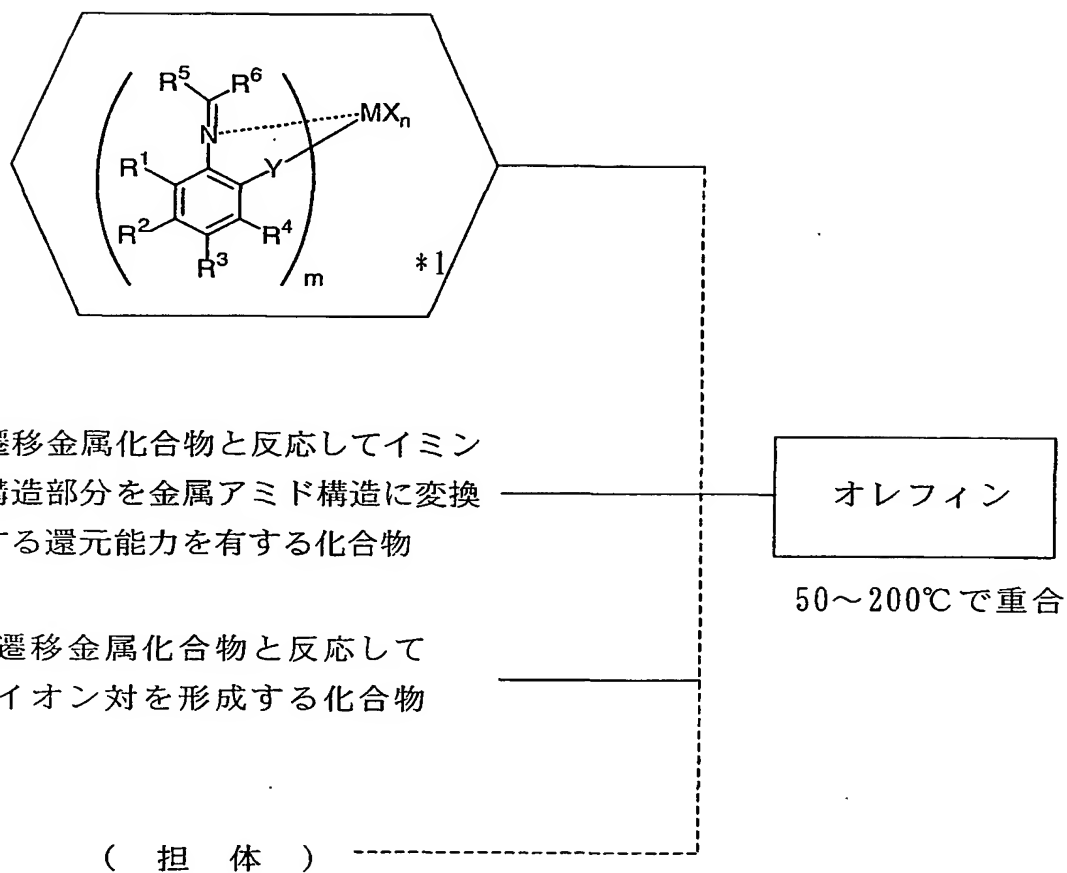 R⁵ R⁶
N MXₙ
R¹ Y
R² R⁴
R³ m *1
遷移金属化合物と反応してイミン
構造部分を金属アミド構造に変換
する還元能力を有する化合物
オレフィン
50～200℃で重合
遷移金属化合物と反応して
イオン対を形成する化合物
(担体)